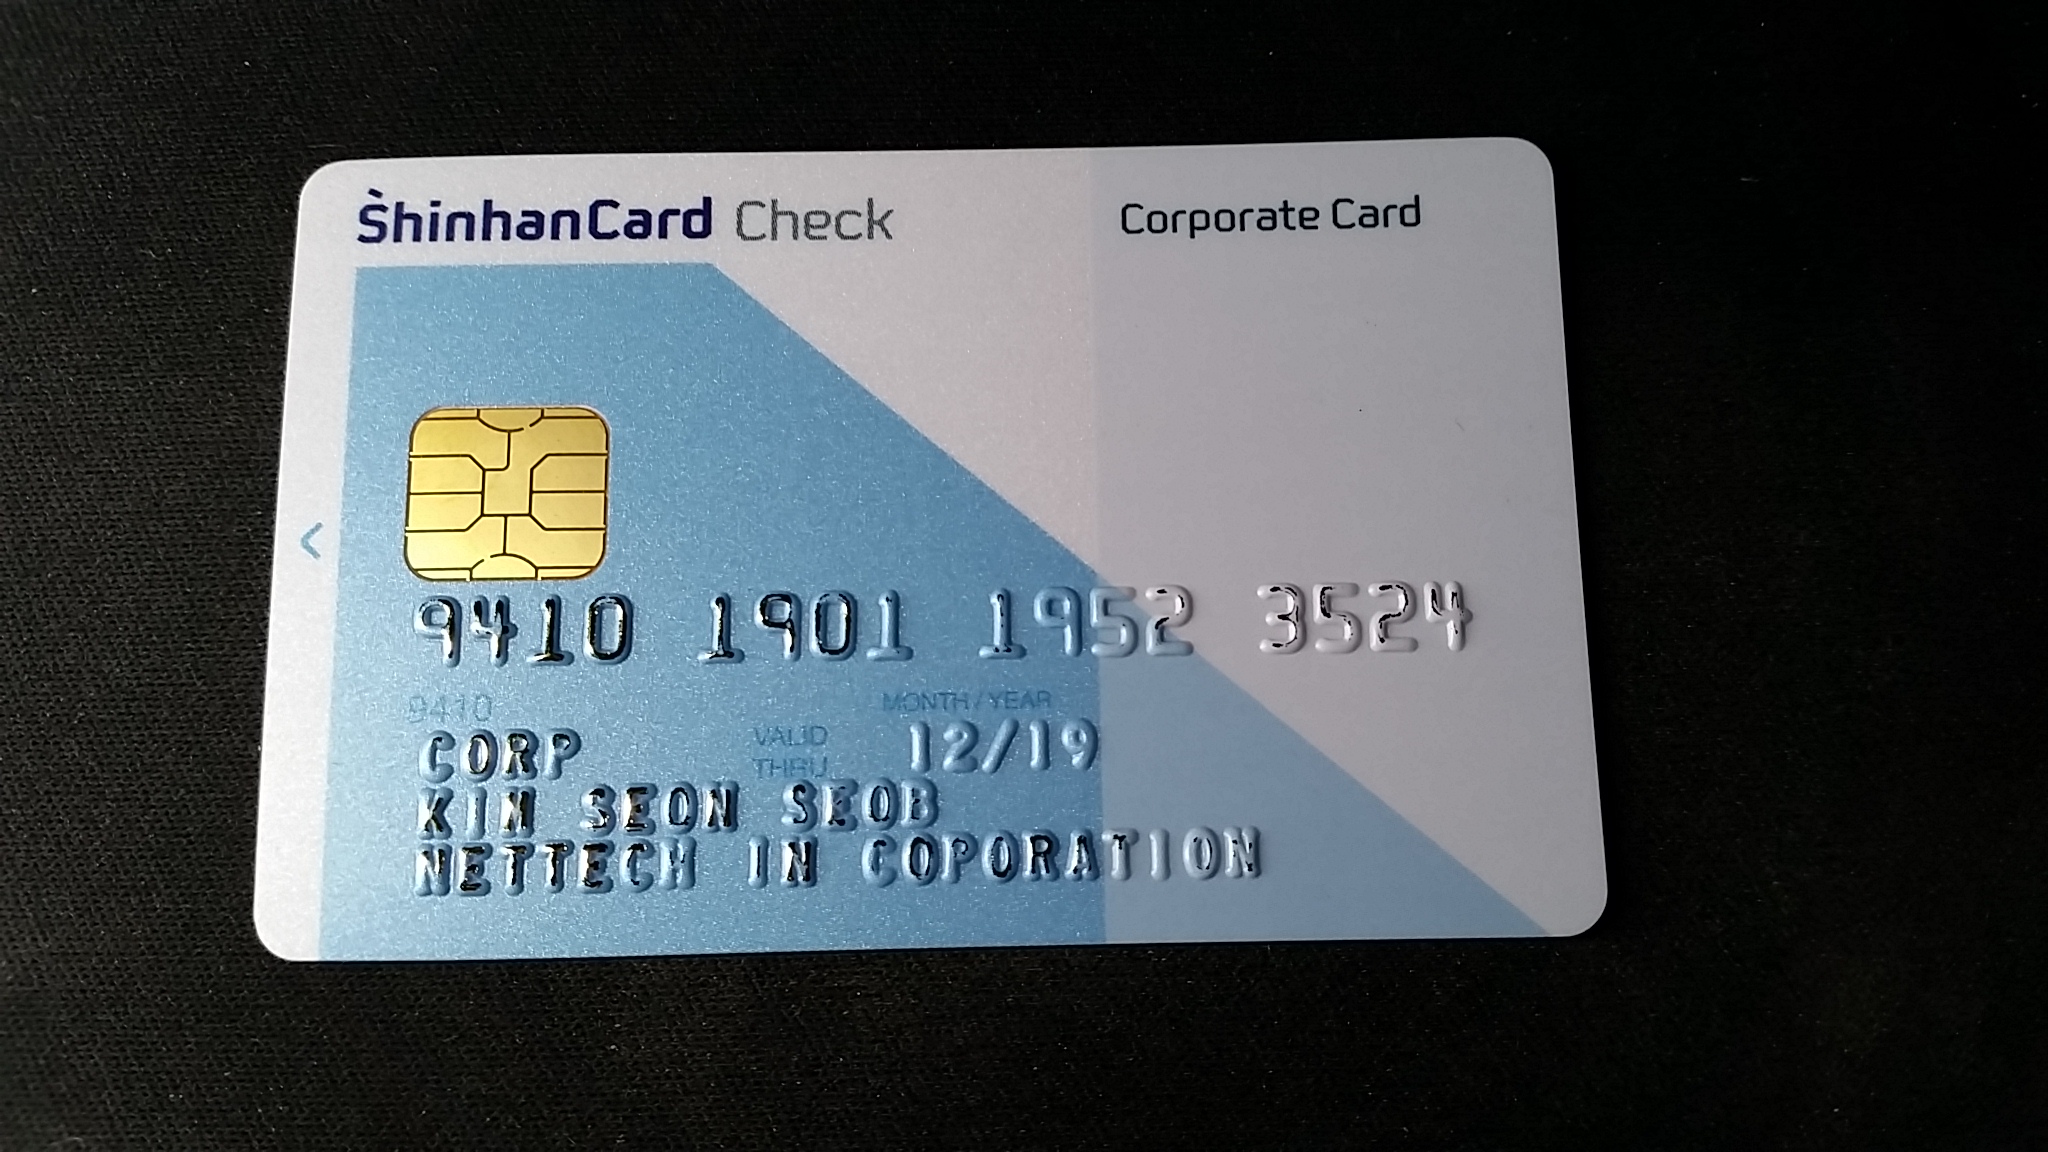 ShinhanCard Check
Corporate Card
9410 1901 1952 3524
9410
MONTH / YEAR
CORP
VALID THRU
12/19
KIM SEON SEOB
NETTECH IN COPORATION